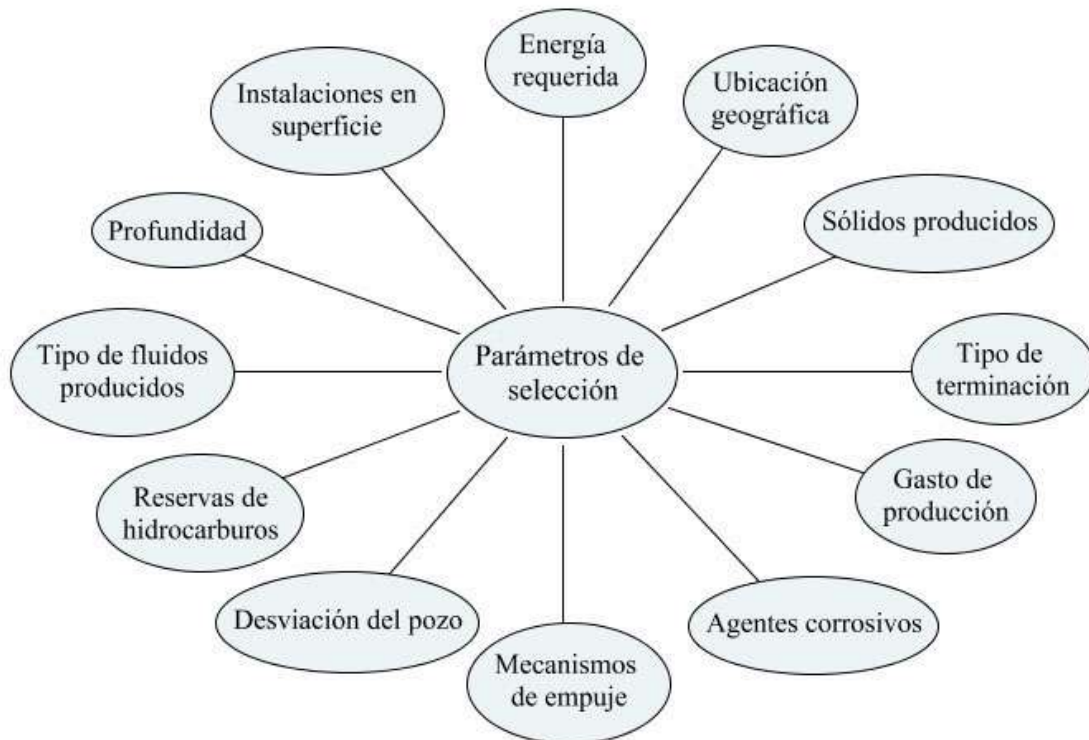 Energía
requerida
Ubicación
geográfica
Instalaciones en
superficie
Sólidos producidos
Profundidad
Parámetros de
selección
Tipo de fluidos
producidos
Tipo de
terminación
Gasto de
producción
Reservas de
hidrocarburos
Desviación del pozo
Agentes corrosivos
Mecanismos
de empuje